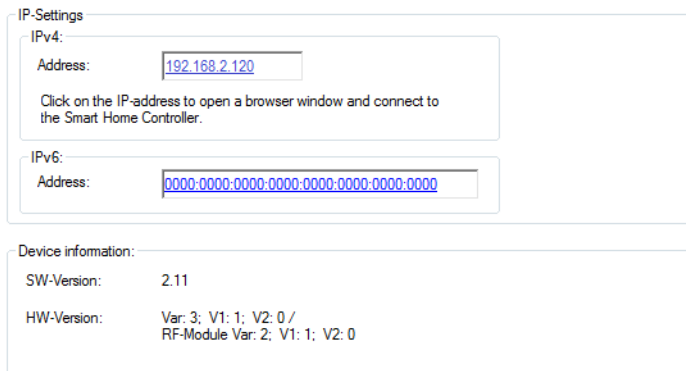 IP-Settings
IPv4:
Address: 192.168.2.120
Click on the IP-address to open a browser window and connect to
the Smart Home Controller.
IPv6:
Address: 0000:0000:0000:0000:0000:0000:0000:0000
Device information:
SW-Version: 2.11
HW-Version: Var: 3; V1: 1; V2: 0 /
RF-Module Var: 2; V1: 1; V2: 0